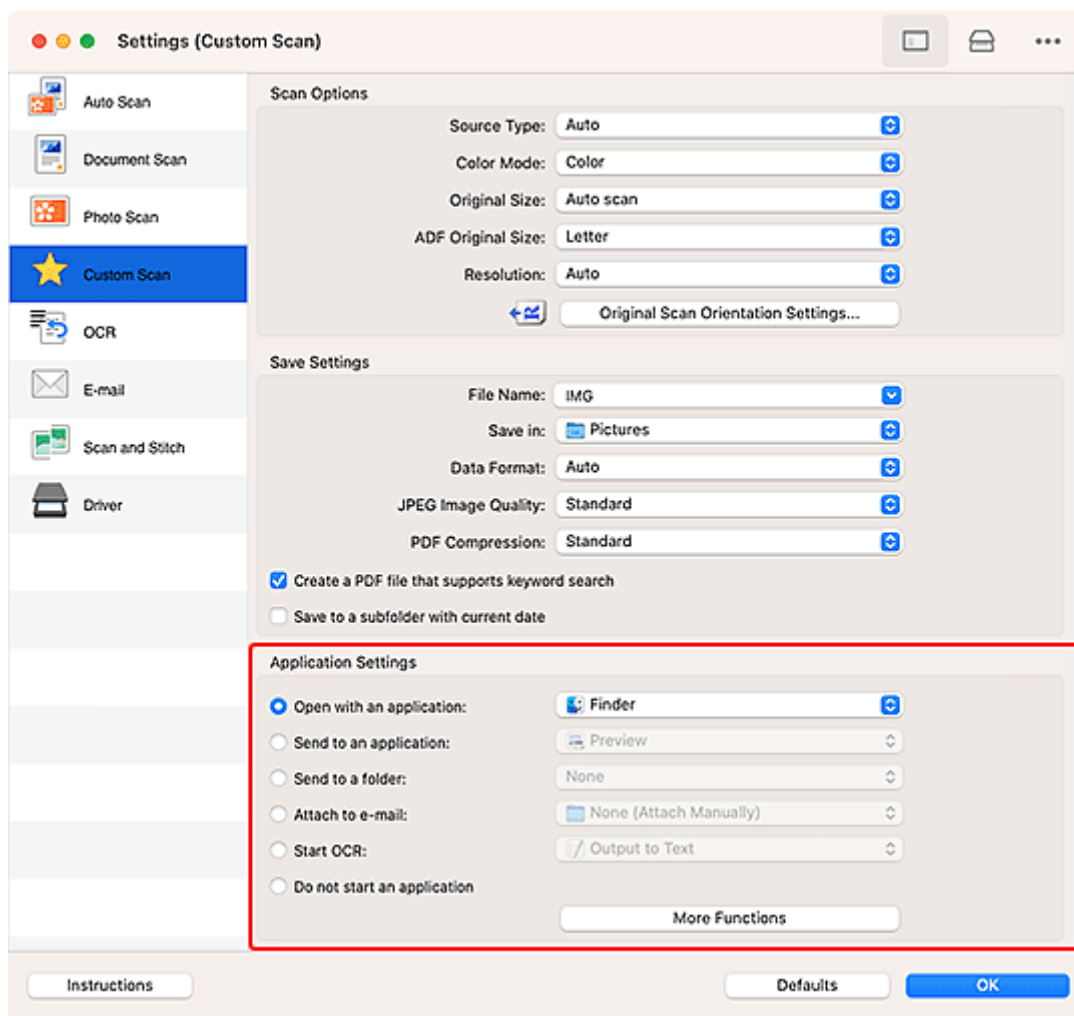 Settings (Custom Scan)
Auto Scan
Document Scan
Photo Scan
Custom Scan
OCR
E-mail
Scan and Stitch
Driver
Scan Options
Source Type: Auto
Color Mode: Color
Original Size: Auto scan
ADF Original Size: Letter
Resolution: Auto
Original Scan Orientation Settings...
Save Settings
File Name: IMG
Save in: Pictures
Data Format: Auto
JPEG Image Quality: Standard
PDF Compression: Standard
Create a PDF file that supports keyword search
Save to a subfolder with current date
Application Settings
Open with an application: Finder
Send to an application: Preview
Send to a folder: None
Attach to e-mail: None (Attach Manually)
Start OCR: Output to Text
Do not start an application
More Functions
Instructions
Defaults
OK